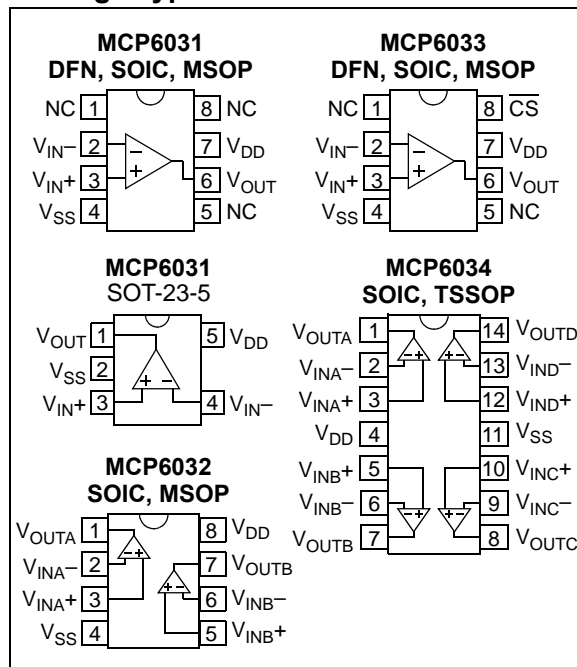 MCP6031
DFN, SOIC, MSOP
NC 1
8 NC
VIN– 2
7 VDD
VIN+ 3
6 VOUT
VSS 4
5 NC
– +
MCP6033
DFN, SOIC, MSOP
NC 1
8 CS
VIN– 2
7 VDD
VIN+ 3
6 VOUT
VSS 4
5 NC
– +
MCP6031
SOT-23-5
VOUT 1
5 VDD
VSS 2
VIN+ 3
4 VIN–
+ –
MCP6034
SOIC, TSSOP
VOUTA 1
14 VOUTD
VINA– 2
13 VIND–
VINA+ 3
12 VIND+
VDD 4
11 VSS
VINB+ 5
10 VINC+
VINB– 6
9 VINC–
VOUTB 7
8 VOUTC
– +
+ –
– +
+ –
MCP6032
SOIC, MSOP
VOUTA 1
8 VDD
VINA– 2
7 VOUTB
VINA+ 3
6 VINB–
VSS 4
5 VINB+
– +
+ –